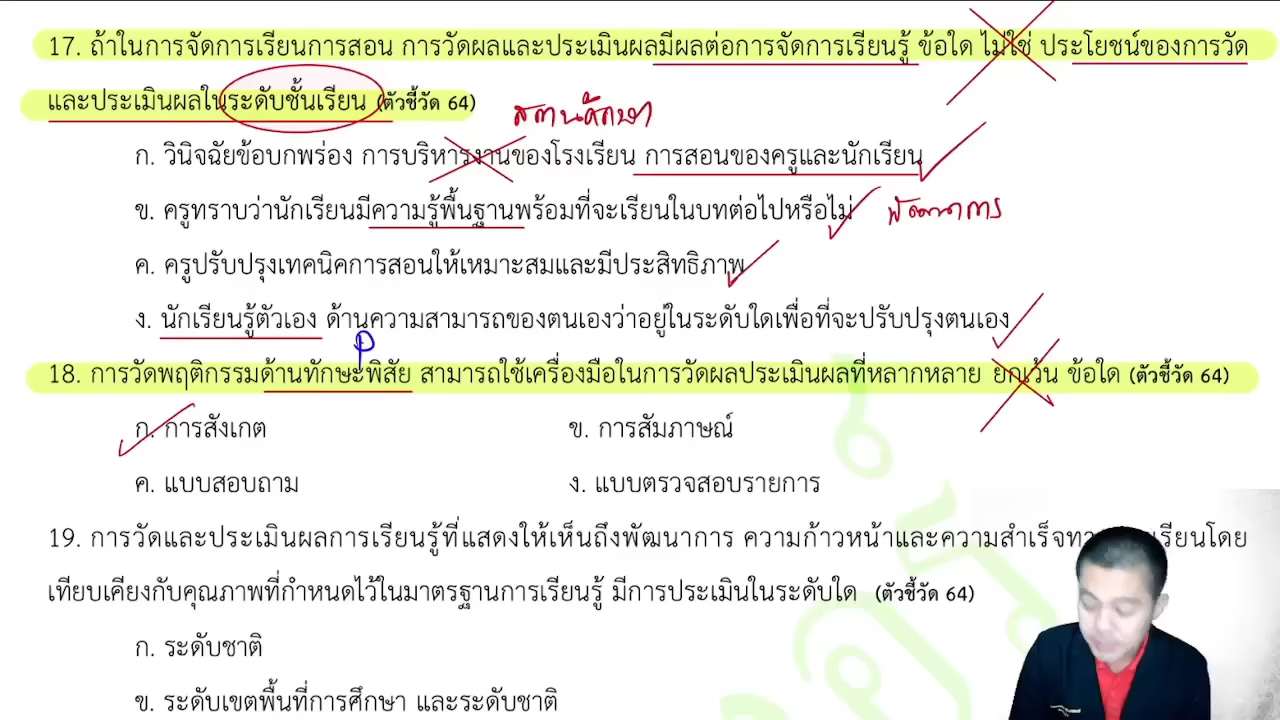 17. ถ้าในการจัดการเรียนการสอน การวัดผลและประเมินผลมีผลต่อการจัดการเรียนรู้ ข้อใด ไม่ใช่ ประโยชน์ของการวัด
และประเมินผลในระดับชั้นเรียน (ตัวชี้วัด 64)
สถานศึกษา
ก. วินิจฉัยข้อบกพร่อง การบริหารงานของโรงเรียน การสอนของครูและนักเรียน
ข. ครูทราบว่านักเรียนมีความรู้พื้นฐานพร้อมที่จะเรียนในบทต่อไปหรือไม่ พัฒนาการ
ค. ครูปรับปรุงเทคนิคการสอนให้เหมาะสมและมีประสิทธิภาพ
ง. นักเรียนรู้ตัวเอง ด้านความสามารถของตนเองว่าอยู่ในระดับใดเพื่อที่จะปรับปรุงตนเอง
P
18. การวัดพฤติกรรมด้านทักษะพิสัย สามารถใช้เครื่องมือในการวัดผลประเมินผลที่หลากหลาย ยกเว้น ข้อใด (ตัวชี้วัด 64)
ก. การสังเกต ข. การสัมภาษณ์
ค. แบบสอบถาม ง. แบบตรวจสอบรายการ
19. การวัดและประเมินผลการเรียนรู้ที่แสดงให้เห็นถึงพัฒนาการ ความก้าวหน้าและความสำเร็จทา เรียนโดย
เทียบเคียงกับคุณภาพที่กำหนดไว้ในมาตรฐานการเรียนรู้ มีการประเมินในระดับใด (ตัวชี้วัด 64)
ก. ระดับชาติ
ข. ระดับเขตพื้นที่การศึกษา และระดับชาติ